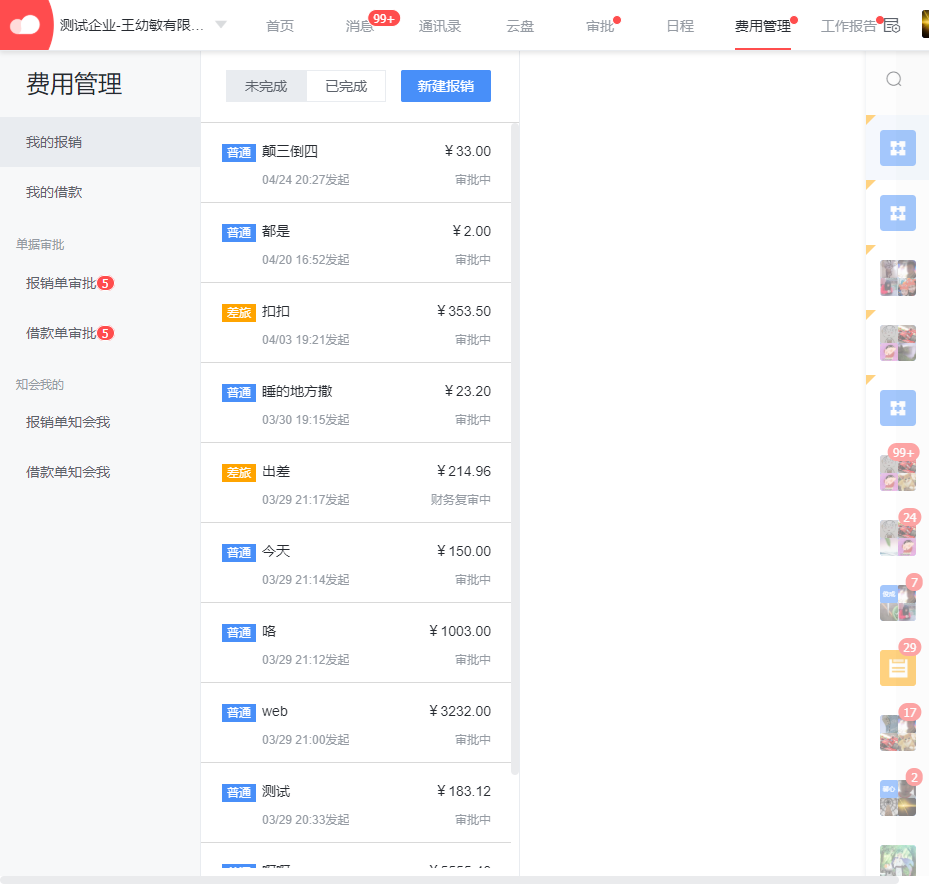 测试企业-王幼敏有限...
首页
消息
99+
通讯录
云盘
审批
日程
费用管理
工作报告
费用管理
我的报销
我的借款
单据审批
报销单审批 5
借款单审批 5
知会我的
报销单知会我
借款单知会我
未完成
已完成
新建报销
普通 颠三倒四 ¥33.00
04/24 20:27发起 审批中
普通 都是 ¥2.00
04/20 16:52发起 审批中
差旅 扣扣 ¥353.50
04/03 19:21发起 审批中
普通 睡的地方撒 ¥23.20
03/30 19:15发起 审批中
差旅 出差 ¥214.96
03/29 21:17发起 财务复审中
普通 今天 ¥150.00
03/29 21:14发起 审批中
普通 咯 ¥1003.00
03/29 21:12发起 审批中
普通 web ¥3232.00
03/29 21:00发起 审批中
普通 测试 ¥183.12
03/29 20:33发起 审批中
99+
24
7
29
17
2